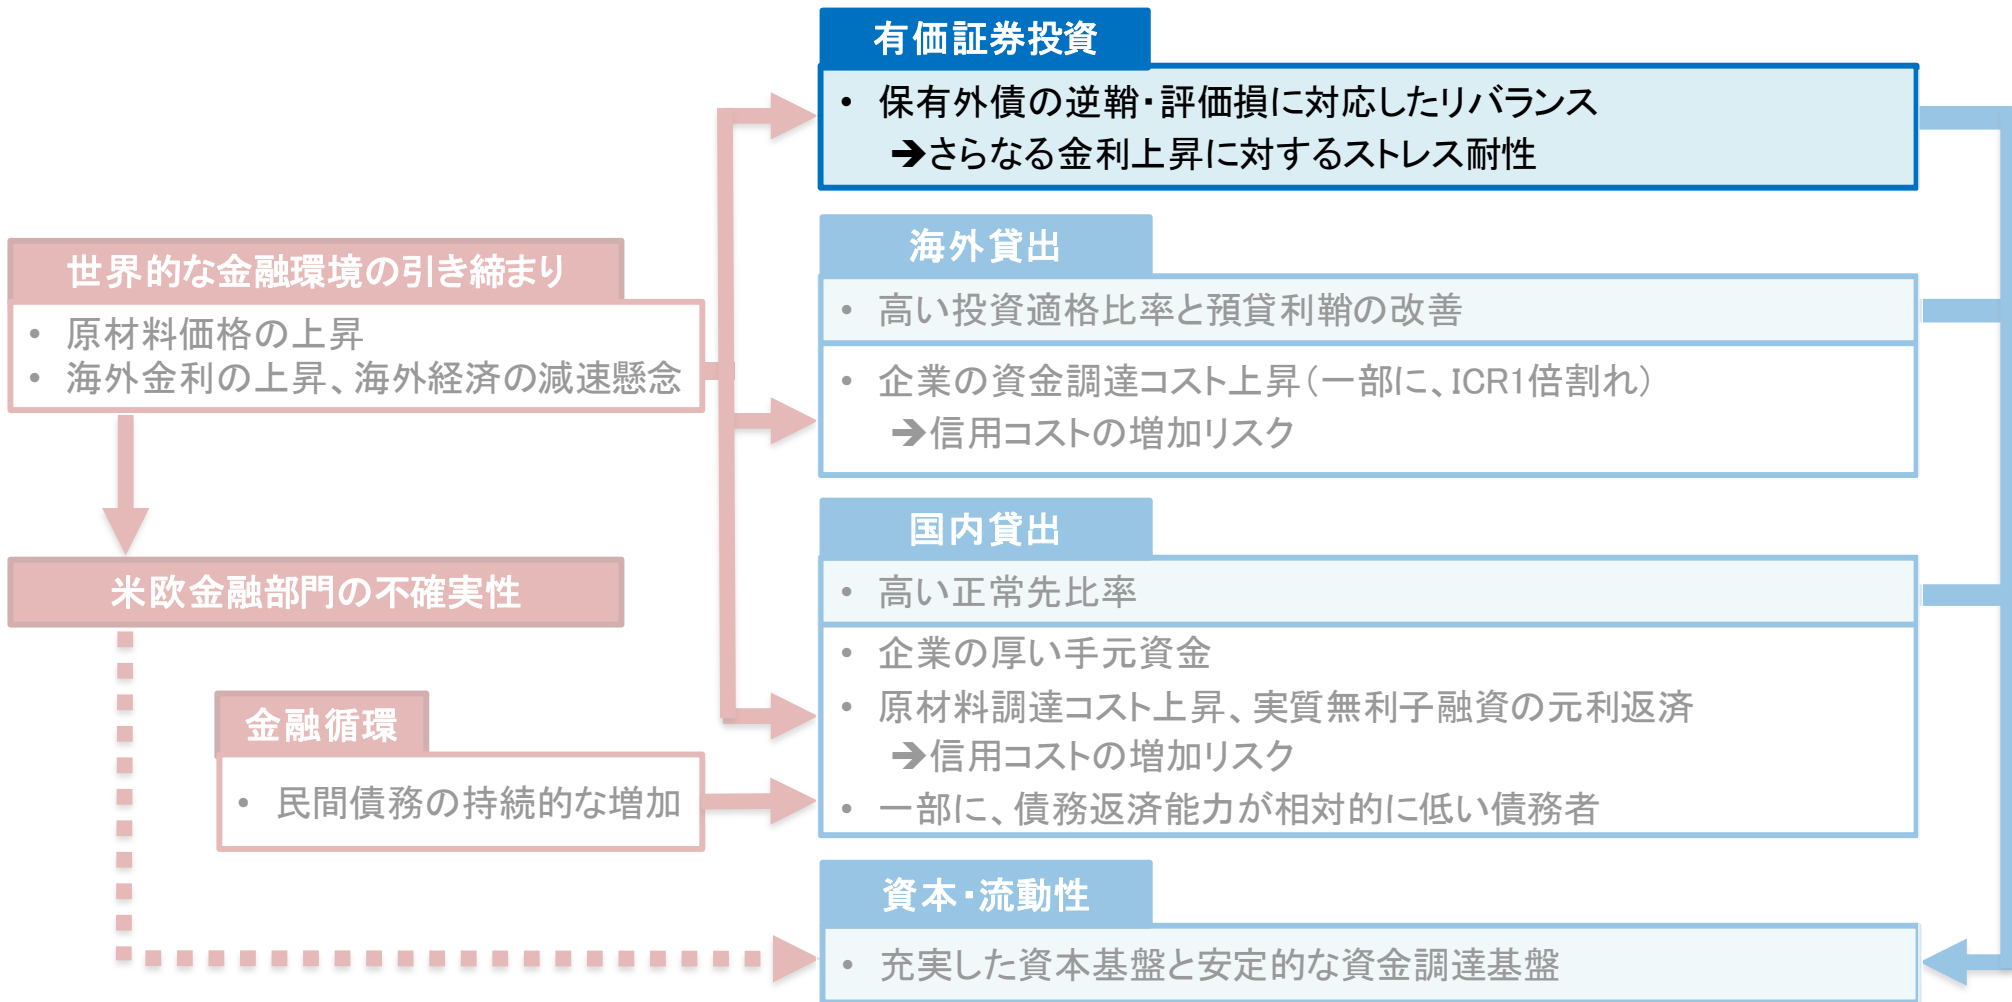 有価証券投資
• 保有外債の逆鞘・評価損に対応したリバランス
➔さらなる金利上昇に対するストレス耐性
海外貸出
• 高い投資適格比率と預貸利鞘の改善
• 企業の資金調達コスト上昇（一部に、ICR1倍割れ）
➔信用コストの増加リスク
世界的な金融環境の引き締まり
• 原材料価格の上昇
• 海外金利の上昇、海外経済の減速懸念
国内貸出
• 高い正常先比率
• 企業の厚い手元資金
• 原材料調達コスト上昇、実質無利子融資の元利返済
➔信用コストの増加リスク
• 一部に、債務返済能力が相対的に低い債務者
米欧金融部門の不確実性
金融循環
• 民間債務の持続的な増加
資本・流動性
• 充実した資本基盤と安定的な資金調達基盤